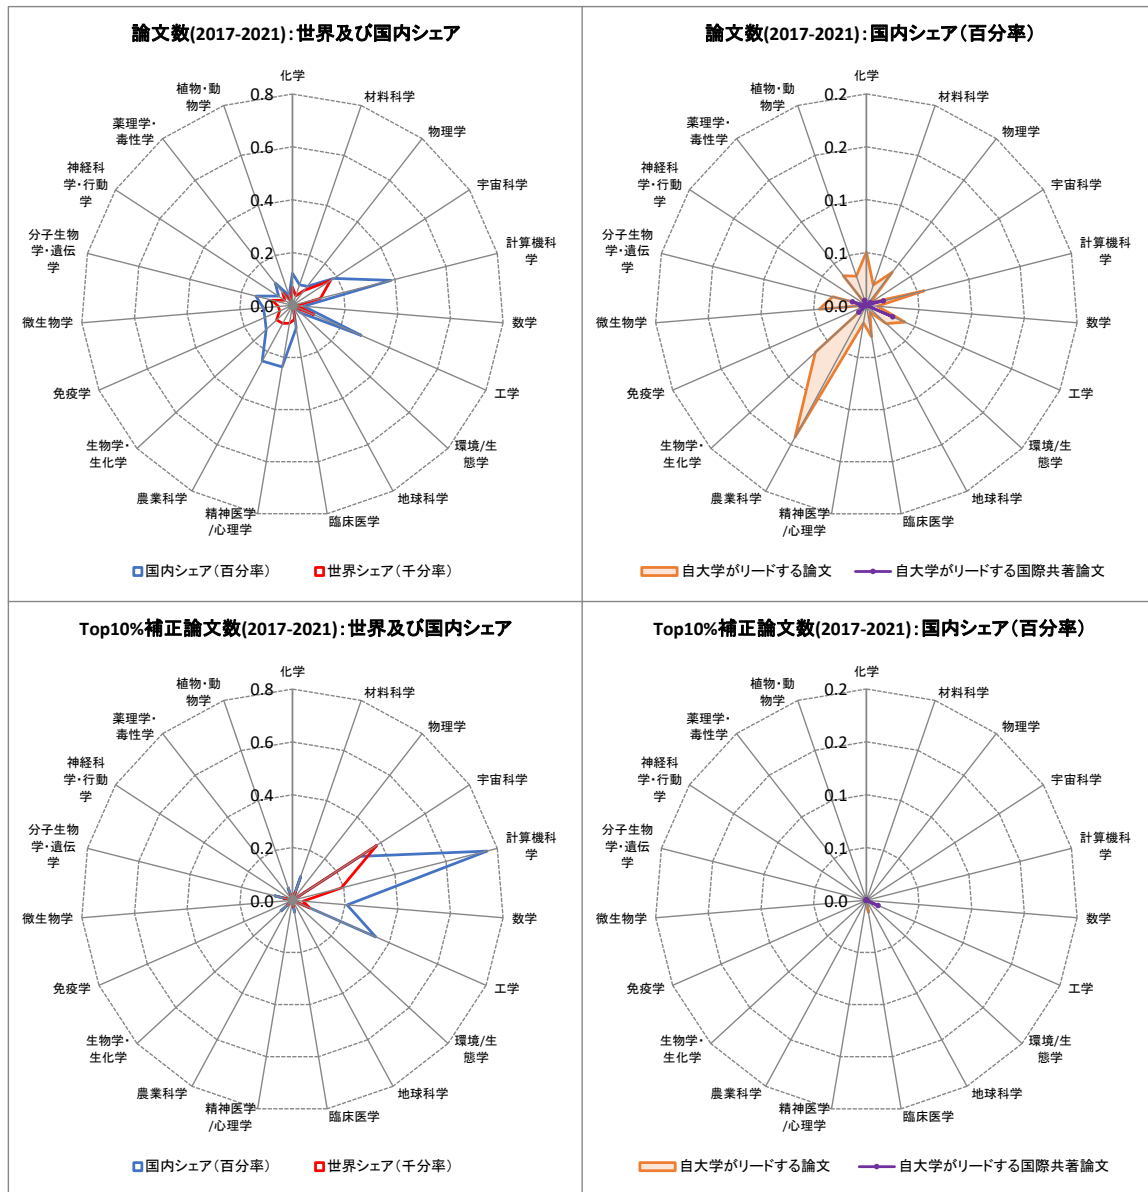 論文数(2017-2021):世界及び国内シェア
化学
材料科学
物理学
宇宙科学
計算機科
学
数学
工学
環境/生
態学
地球科学
臨床医学
精神医学
/心理学
農業科学
生物学・
生化学
免疫学
微生物学
分子生物
学・遺伝
学
神経科
学・行動
学
薬理学・
毒性学
植物・動
物学
0.8
0.6
0.4
0.2
0.0
国内シェア(百分率)
世界シェア(千分率)
論文数(2017-2021):国内シェア(百分率)
化学
材料科学
物理学
宇宙科学
計算機科
学
数学
工学
環境/生
態学
地球科学
臨床医学
精神医学
/心理学
農業科学
生物学・
生化学
免疫学
微生物学
分子生物
学・遺伝
学
神経科
学・行動
学
薬理学・
毒性学
植物・動
物学
0.2
0.2
0.1
0.1
0.0
自大学がリードする論文
自大学がリードする国際共著論文
Top10%補正論文数(2017-2021):世界及び国内シェア
化学
材料科学
物理学
宇宙科学
計算機科
学
数学
工学
環境/生
態学
地球科学
臨床医学
精神医学
/心理学
農業科学
生物学・
生化学
免疫学
微生物学
分子生物
学・遺伝
学
神経科
学・行動
学
薬理学・
毒性学
植物・動
物学
0.8
0.6
0.4
0.2
0.0
国内シェア(百分率)
世界シェア(千分率)
Top10%補正論文数(2017-2021):国内シェア(百分率)
化学
材料科学
物理学
宇宙科学
計算機科
学
数学
工学
環境/生
態学
地球科学
臨床医学
精神医学
/心理学
農業科学
生物学・
生化学
免疫学
微生物学
分子生物
学・遺伝
学
神経科
学・行動
学
薬理学・
毒性学
植物・動
物学
0.2
0.2
0.1
0.1
0.0
自大学がリードする論文
自大学がリードする国際共著論文